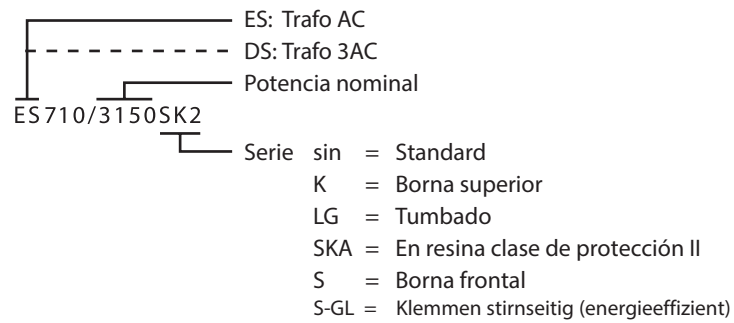 ES: Trafo AC
DS: Trafo 3AC
Potencia nominal
ES710/3150SK2
Serie sin = Standard
K = Borna superior
LG = Tumbado
SKA = En resina clase de protección II
S = Borna frontal
S-GL = Klemmen stirnseitig (energieeffizient)